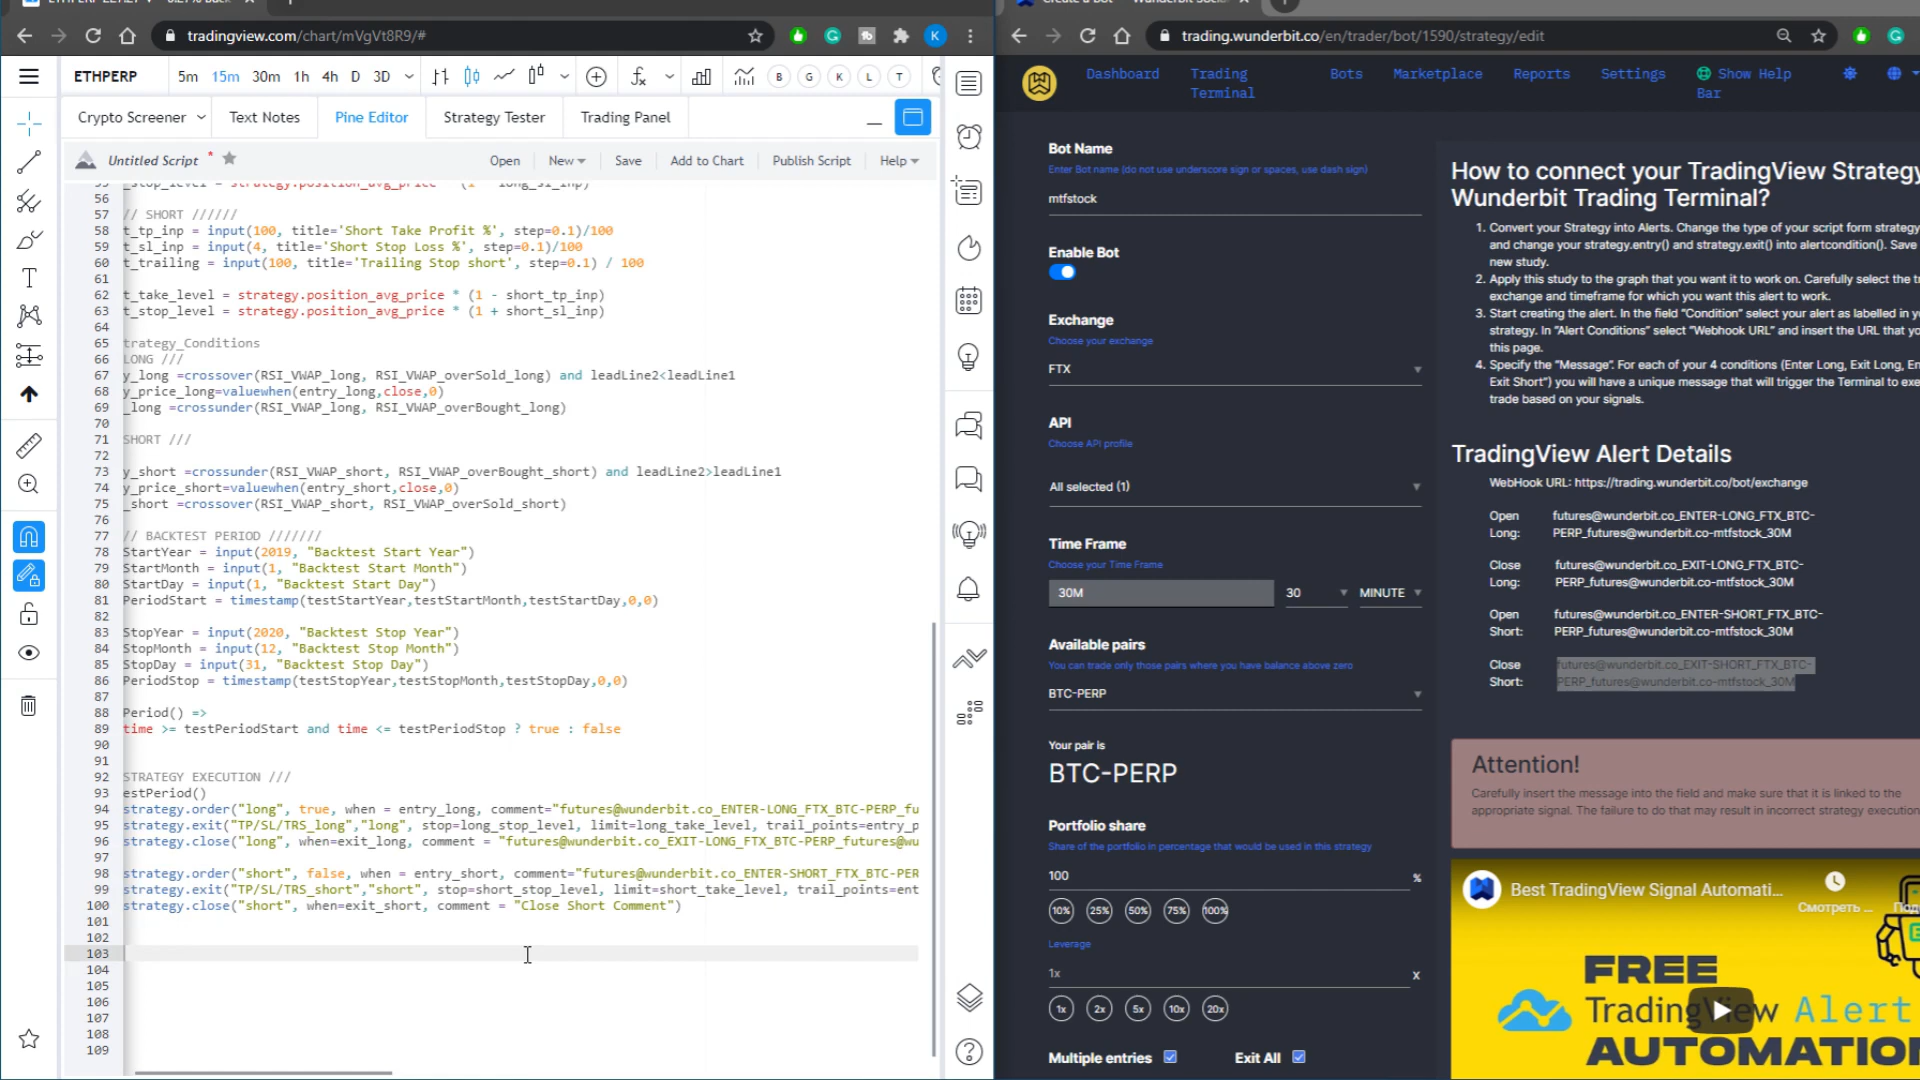 tradingview.com/chart/mVgVt8R9/#
K
ETHPERP
5m 15m 30m 1h 4h D 3D
B G K L T
Crypto Screener
Text Notes
Pine Editor
Strategy Tester
Trading Panel
Untitled Script *
Open
New
Save
Add to Chart
Publish Script
Help
56
57 // SHORT //////
58 t_tp_inp = input(100, title='Short Take Profit %', step=0.1)/100
59 t_sl_inp = input(4, title='Short Stop Loss %', step=0.1)/100
60 t_trailing = input(100, title='Trailing Stop short', step=0.1) / 100
61
62 t_take_level = strategy.position_avg_price * (1 - short_tp_inp)
63 t_stop_level = strategy.position_avg_price * (1 + short_sl_inp)
64
65 trategy_Conditions
66 LONG ///
67 y_long =crossover(RSI_VWAP_long, RSI_VWAP_overSold_long) and leadLine2<leadLine1
68 y_price_long=valuewhen(entry_long,close,0)
69 _long =crossunder(RSI_VWAP_long, RSI_VWAP_overBought_long)
70
71 SHORT ///
72
73 y_short =crossunder(RSI_VWAP_short, RSI_VWAP_overBought_short) and leadLine2>leadLine1
74 y_price_short=valuewhen(entry_short,close,0)
75 _short =crossover(RSI_VWAP_short, RSI_VWAP_overSold_short)
76
77 // BACKTEST PERIOD ///////
78 StartYear = input(2019, "Backtest Start Year")
79 StartMonth = input(1, "Backtest Start Month")
80 StartDay = input(1, "Backtest Start Day")
81 PeriodStart = timestamp(testStartYear,testStartMonth,testStartDay,0,0)
82
83 StopYear = input(2020, "Backtest Stop Year")
84 StopMonth = input(12, "Backtest Stop Month")
85 StopDay = input(31, "Backtest Stop Day")
86 PeriodStop = timestamp(testStopYear,testStopMonth,testStopDay,0,0)
87
88 Period() =>
89 time >= testPeriodStart and time <= testPeriodStop ? true : false
90
91
92 STRATEGY EXECUTION ///
93 estPeriod()
94 strategy.order("long", true, when = entry_long, comment="futures@wunderbit.co_ENTER-LONG_FTX_BTC-PERP_fu
95 strategy.exit("TP/SL/TRS_long","long", stop=long_stop_level, limit=long_take_level, trail_points=entry_p
96 strategy.close("long", when=exit_long, comment = "futures@wunderbit.co_EXIT-LONG_FTX_BTC-PERP_futures@wu
97
98 strategy.order("short", false, when = entry_short, comment="futures@wunderbit.co_ENTER-SHORT_FTX_BTC-PER
99 strategy.exit("TP/SL/TRS_short","short", stop=short_stop_level, limit=short_take_level, trail_points=ent
100 strategy.close("short", when=exit_short, comment = "Close Short Comment")
101
102
103
104
105
106
107
108
109
trading.wunderbit.co/en/trader/bot/1590/strategy/edit
Dashboard
Trading Terminal
Bots
Marketplace
Reports
Settings
Show Help Bar
Bot Name
Enter Bot name (do not use underscore sign or spaces, use dash sign)
mtfstock
Enable Bot
Exchange
Choose your exchange
FTX
API
Choose API profile
All selected (1)
Time Frame
Choose your Time Frame
30M
30
MINUTE
Available pairs
You can trade only those pairs where you have balance above zero
BTC-PERP
Your pair is
BTC-PERP
Portfolio share
Share of the portfolio in percentage that would be used in this strategy
100
%
10% 25% 50% 75% 100%
Leverage
1x
x
1x 2x 5x 10x 20x
Multiple entries
Exit All
How to connect your TradingView Strategy
Wunderbit Trading Terminal?
1. Convert your Strategy into Alerts. Change the type of your script form strategy
and change your strategy.entry() and strategy.exit() into alertcondition(). Save
new study.
2. Apply this study to the graph that you want it to work on. Carefully select the
exchange and timeframe for which you want this alert to work.
3. Start creating the alert. In the field "Condition" select your alert as labelled in
strategy. In "Alert Conditions" select "Webhook URL" and insert the URL that
this page.
4. Specify the "Message". For each of your 4 conditions (Enter Long, Exit Long,
Exit Short") you will have a unique message that will trigger the Terminal to
trade based on your signals.
TradingView Alert Details
WebHook URL: https://trading.wunderbit.co/bot/exchange
Open futures@wunderbit.co_ENTER-LONG_FTX_BTC-
Long: PERP_futures@wunderbit.co-mtfstock_30M
Close futures@wunderbit.co_EXIT-LONG_FTX_BTC-
Long: PERP_futures@wunderbit.co-mtfstock_30M
Open futures@wunderbit.co_ENTER-SHORT_FTX_BTC-
Short: PERP_futures@wunderbit.co-mtfstock_30M
Close futures@wunderbit.co_EXIT-SHORT_FTX_BTC-
Short: PERP_futures@wunderbit.co-mtfstock_30M
Attention!
Carefully insert the message into the field and make sure that it is linked to the
appropriate signal. The failure to do that may result in incorrect strategy execution
Best TradingView Signal Automati...
Смотреть ...
FREE
TradingView Alert
AUTOMATIO